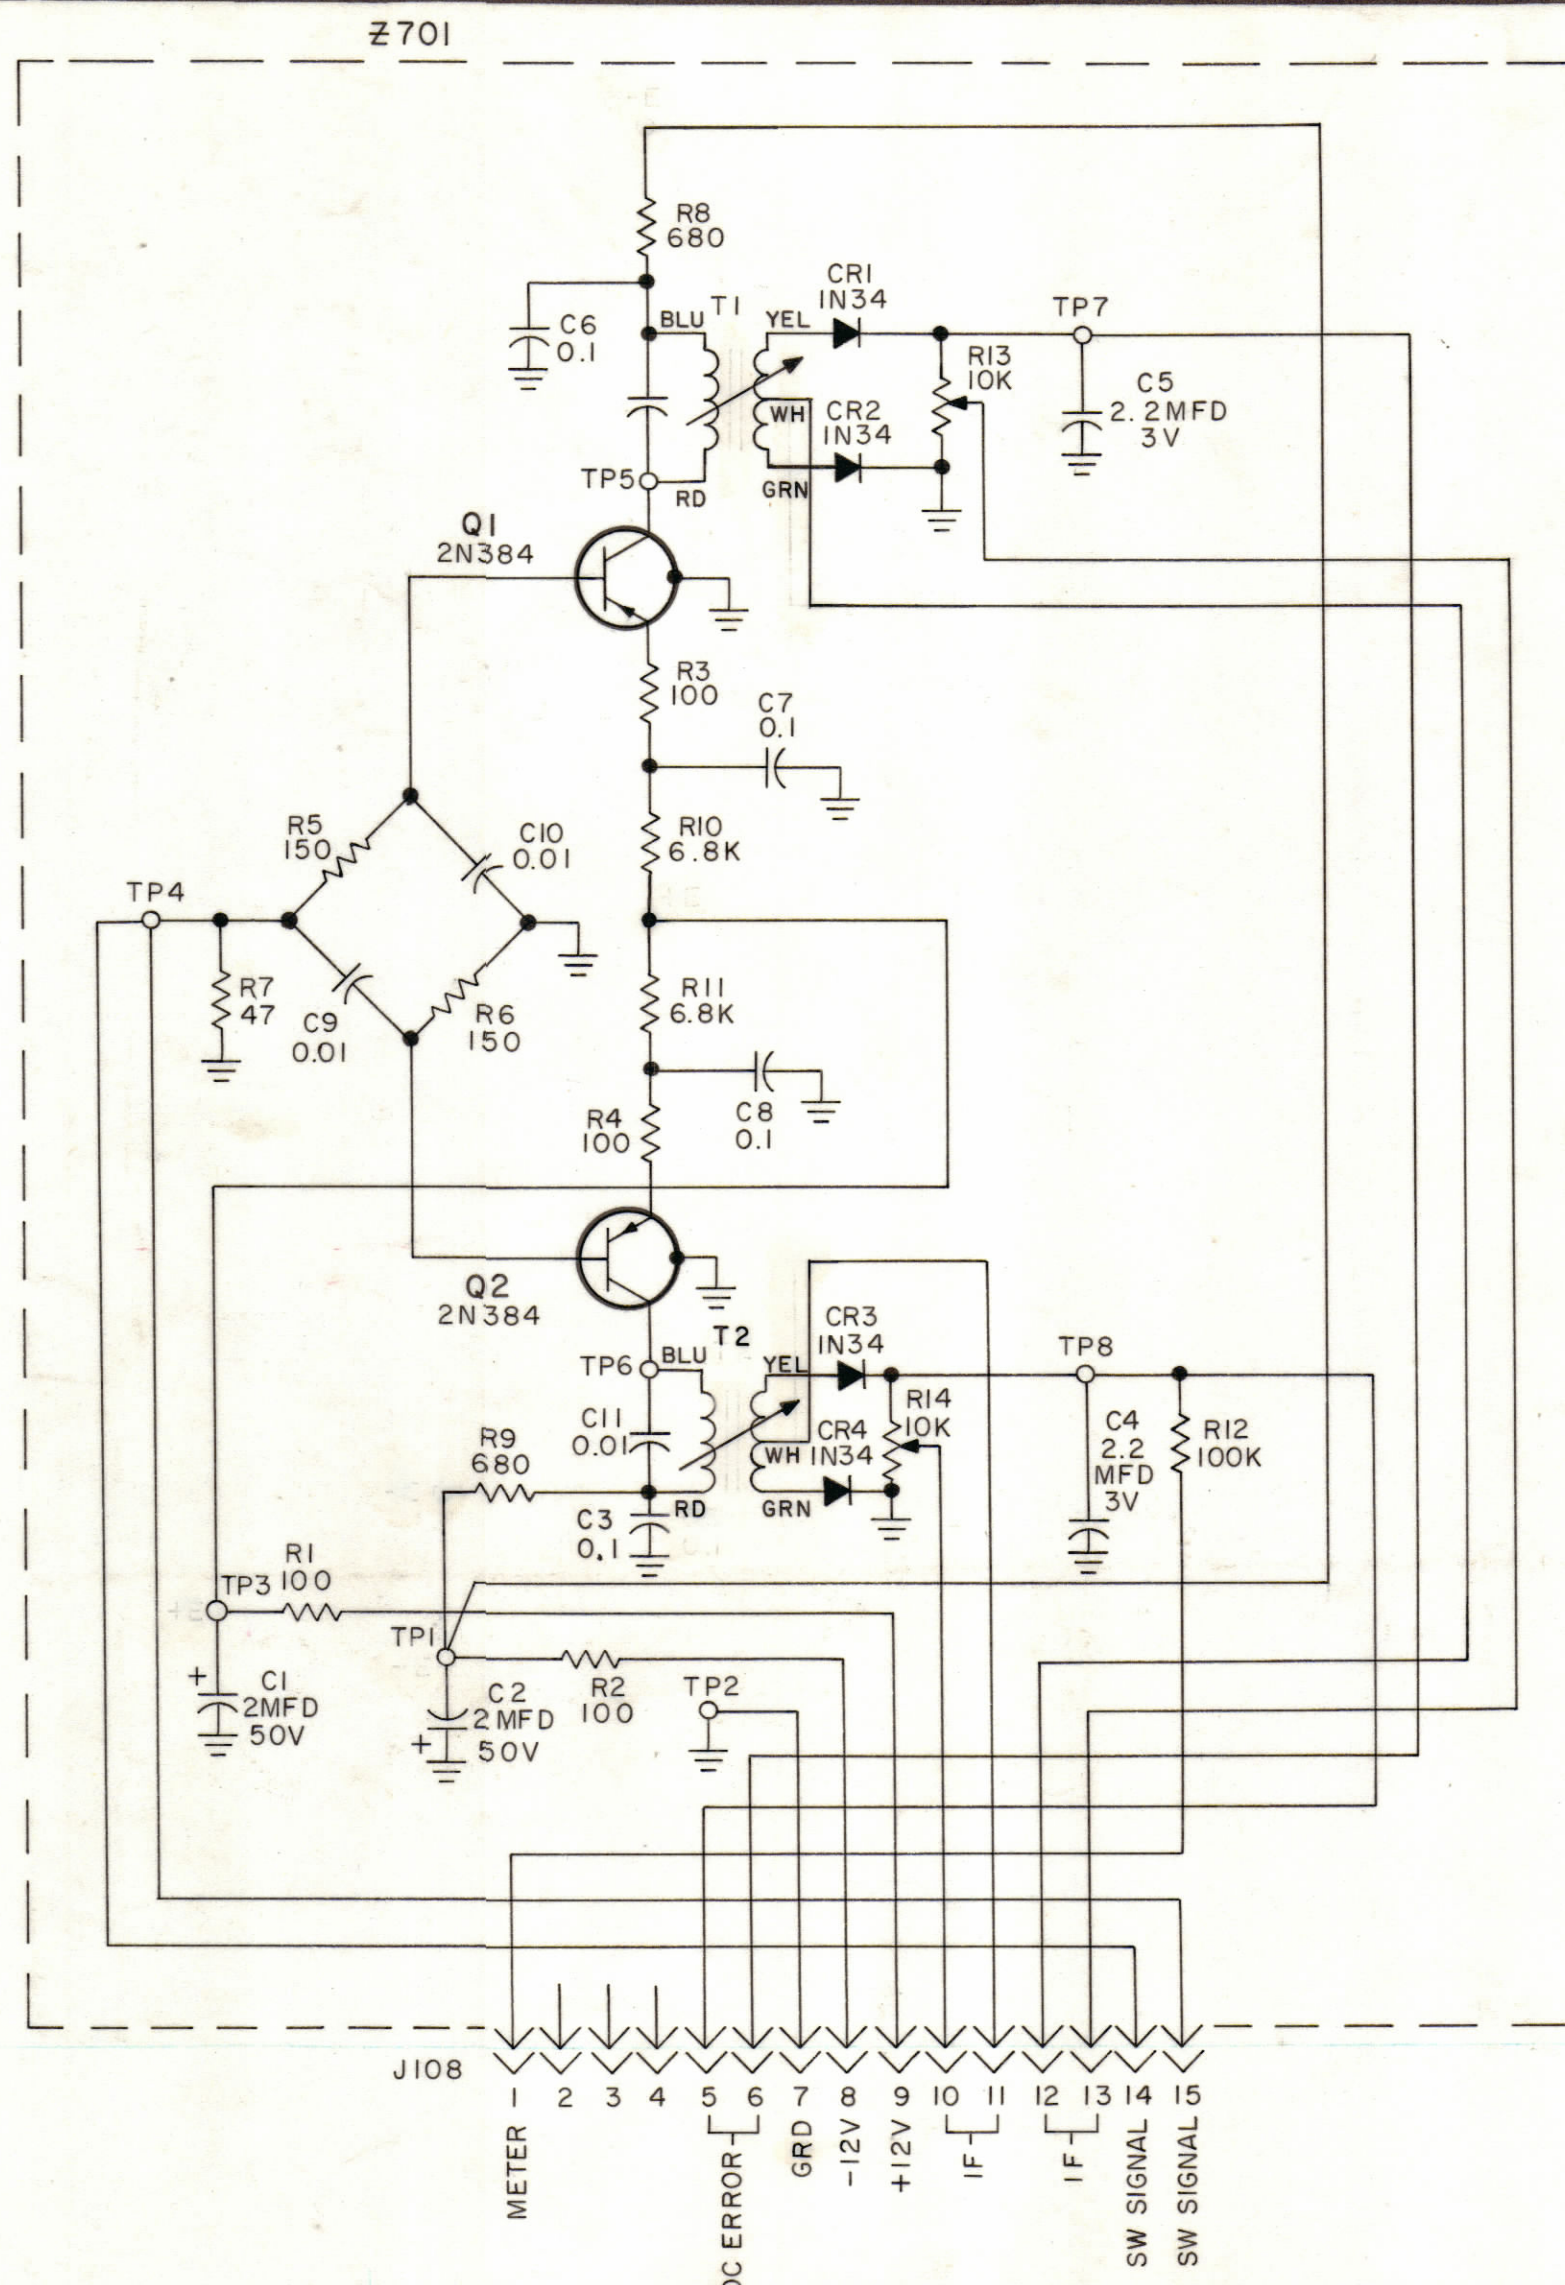 Z701
R8
680
C6
0.1
BLU
T1
YEL
CR1
1N34
TP7
R13
10K
C5
2.2MFD
3V
WH
CR2
1N34
TP5
RD
GRN
Q1
2N384
R3
100
C7
0.1
R5
150
C10
0.01
R10
6.8K
TP4
R7
47
C9
0.01
R6
150
R11
6.8K
R4
100
C8
0.1
Q2
2N384
T2
TP6
BLU
YEL
CR3
1N34
TP8
R14
10K
C11
0.01
WH
CR4
1N34
C4
2.2
MFD
3V
R12
100K
R9
680
RD
GRN
C3
0.1
R1
100
TP3
TP1
+
C1
2MFD
50V
C2
2MFD
50V
+
R2
100
TP2
J108
1
2
3
4
5
6
7
8
9
10
11
12
13
14
15
METER
DC ERROR
GRD
-12V
+12V
IF
IF
SW SIGNAL
SW SIGNAL